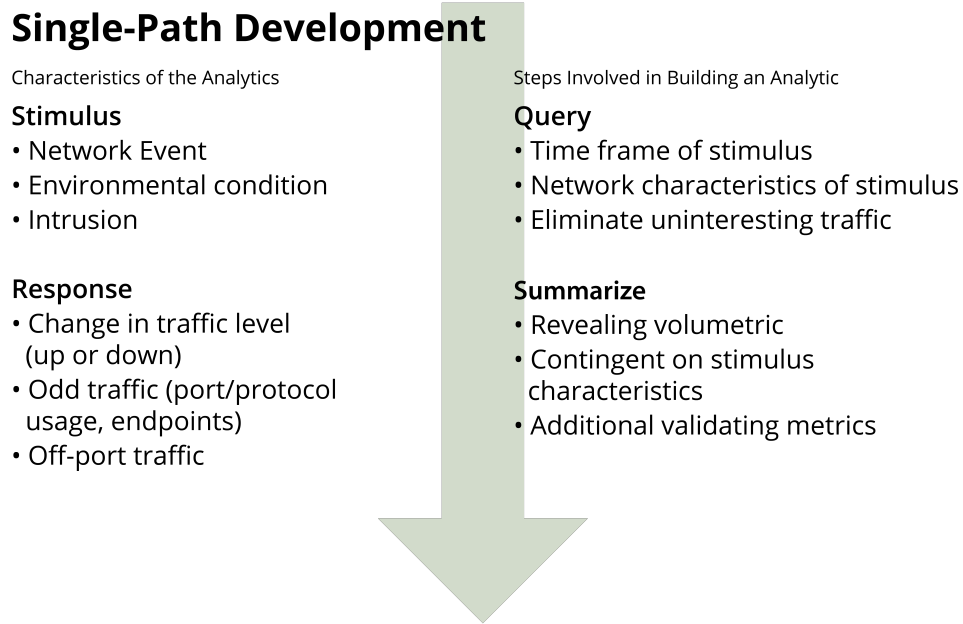 Single-Path Development
Characteristics of the Analytics
Stimulus
• Network Event
• Environmental condition
• Intrusion
Response
• Change in traffic level
(up or down)
• Odd traffic (port/protocol
usage, endpoints)
• Off-port traffic
Steps Involved in Building an Analytic
Query
• Time frame of stimulus
• Network characteristics of stimulus
• Eliminate uninteresting traffic
Summarize
• Revealing volumetric
• Contingent on stimulus
characteristics
• Additional validating metrics